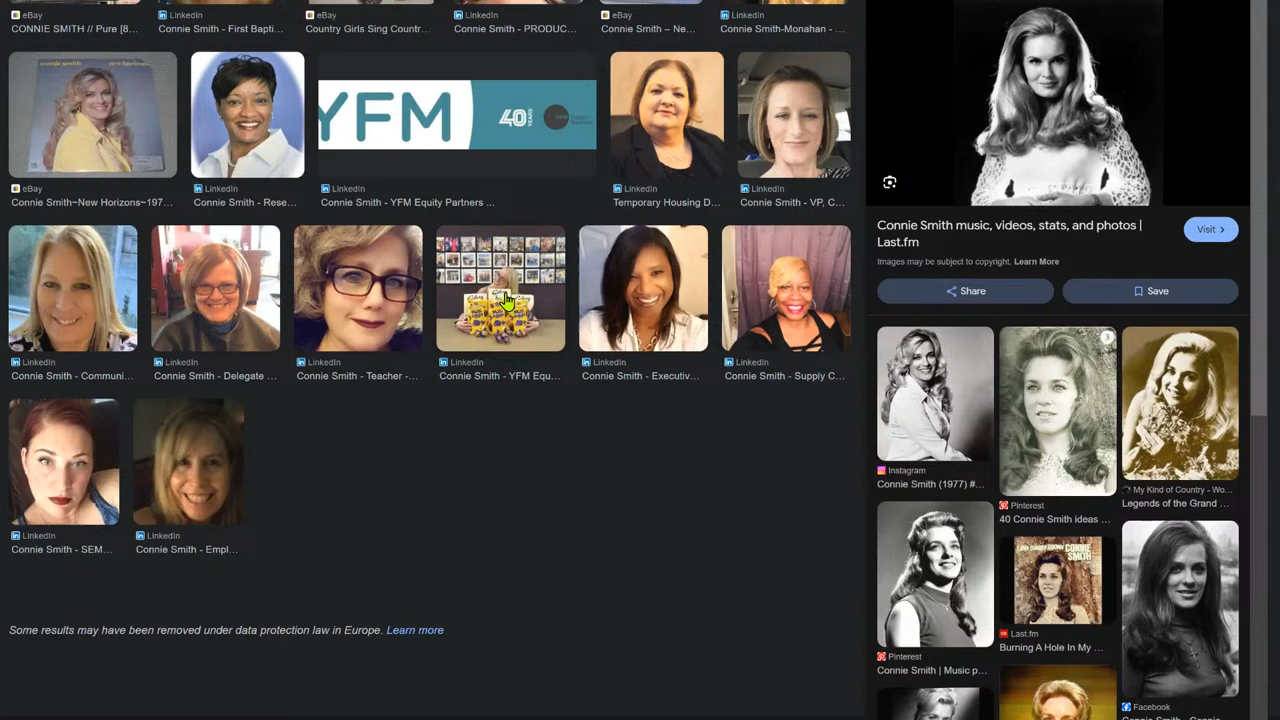 LinkedIn
eBay
eBay
LinkedIn
LinkedIn
eBay
LinkedIn
CONNIE SMITH // Pure [8...
Connie Smith - First Bapti...
Country Girls Sing Countr...
Connie Smith - PRODUC...
Connie Smith – Ne...
Connie Smith-Monahan - ...
YFM
40
YEARS
eBay
LinkedIn
LinkedIn
LinkedIn
LinkedIn
Connie Smith~New Horizons~197...
Connie Smith - Rese...
Connie Smith - YFM Equity Partners ...
Temporary Housing D...
Connie Smith - VP, C...
LinkedIn
LinkedIn
LinkedIn
LinkedIn
LinkedIn
LinkedIn
Connie Smith - Communi...
Connie Smith - Delegate ...
Connie Smith - Teacher -...
Connie Smith - YFM Equ...
Connie Smith - Executiv...
Connie Smith - Supply C...
LinkedIn
LinkedIn
Connie Smith - SEM...
Connie Smith - Empl...
Some results may have been removed under data protection law in Europe. Learn more
Connie Smith music, videos, stats, and photos |
Last.fm
Visit
Images may be subject to copyright. Learn More
Share
Save
3
Instagram
Connie Smith (1977) #...
Pinterest
40 Connie Smith ideas ...
My Kind of Country - Wo...
Legends of the Grand ...
CONNIE
SMITH
Last.fm
Burning A Hole In My ...
Pinterest
Connie Smith | Music p...
Facebook